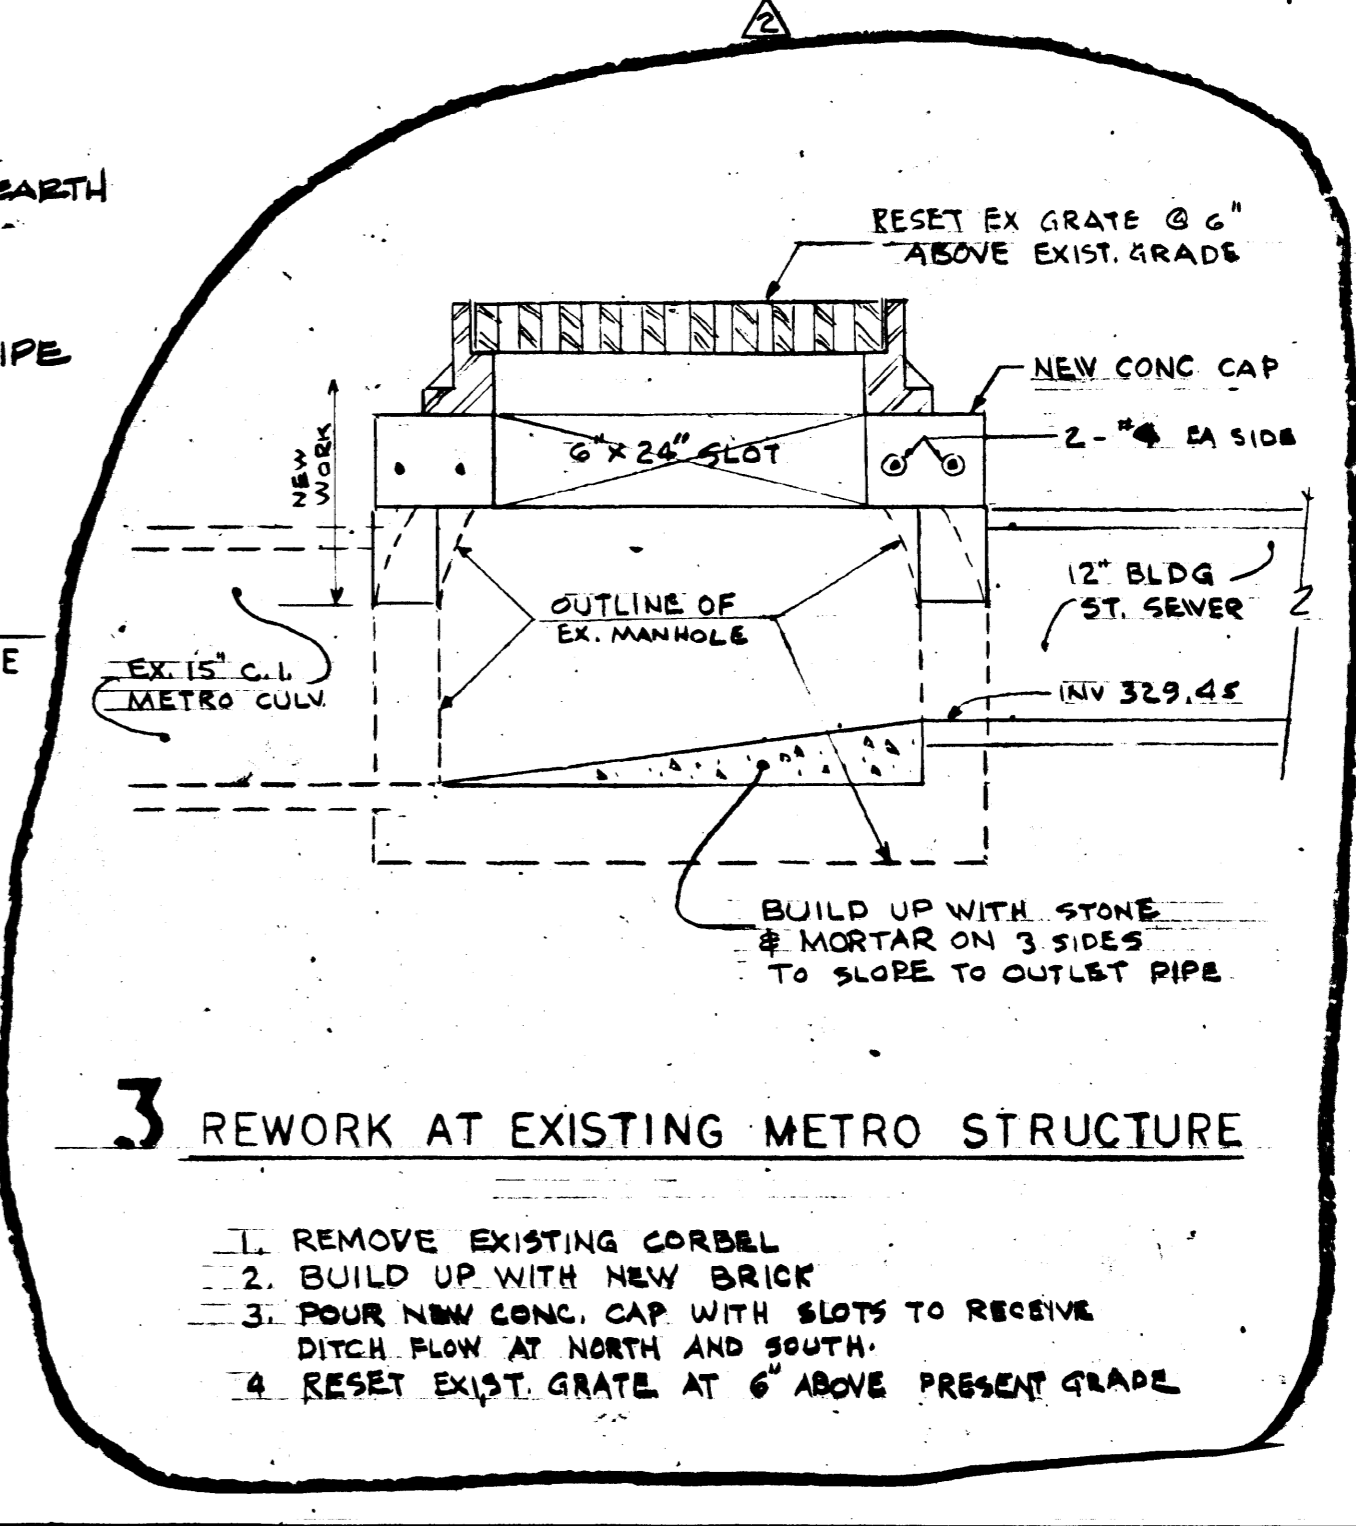 2
EARTH
IPE
E
RESET EX GRATE @ 6"
ABOVE EXIST. GRADE
NEW CONC CAP
2 - #4 EA SIDE
6" X 24" SLOT
NEW
WORK
12" BLDG
ST. SEWER
OUTLINE OF
EX. MANHOLE
EX. 15" C.I.
METRO CULV.
INV 329.45
BUILD UP WITH STONE
& MORTAR ON 3 SIDES
TO SLOPE TO OUTLET PIPE
3 REWORK AT EXISTING METRO STRUCTURE
1. REMOVE EXISTING CORBEL
2. BUILD UP WITH NEW BRICK
3. POUR NEW CONC. CAP WITH SLOTS TO RECEIVE
DITCH FLOW AT NORTH AND SOUTH.
4 RESET EXIST. GRATE AT 6" ABOVE PRESENT GRADE